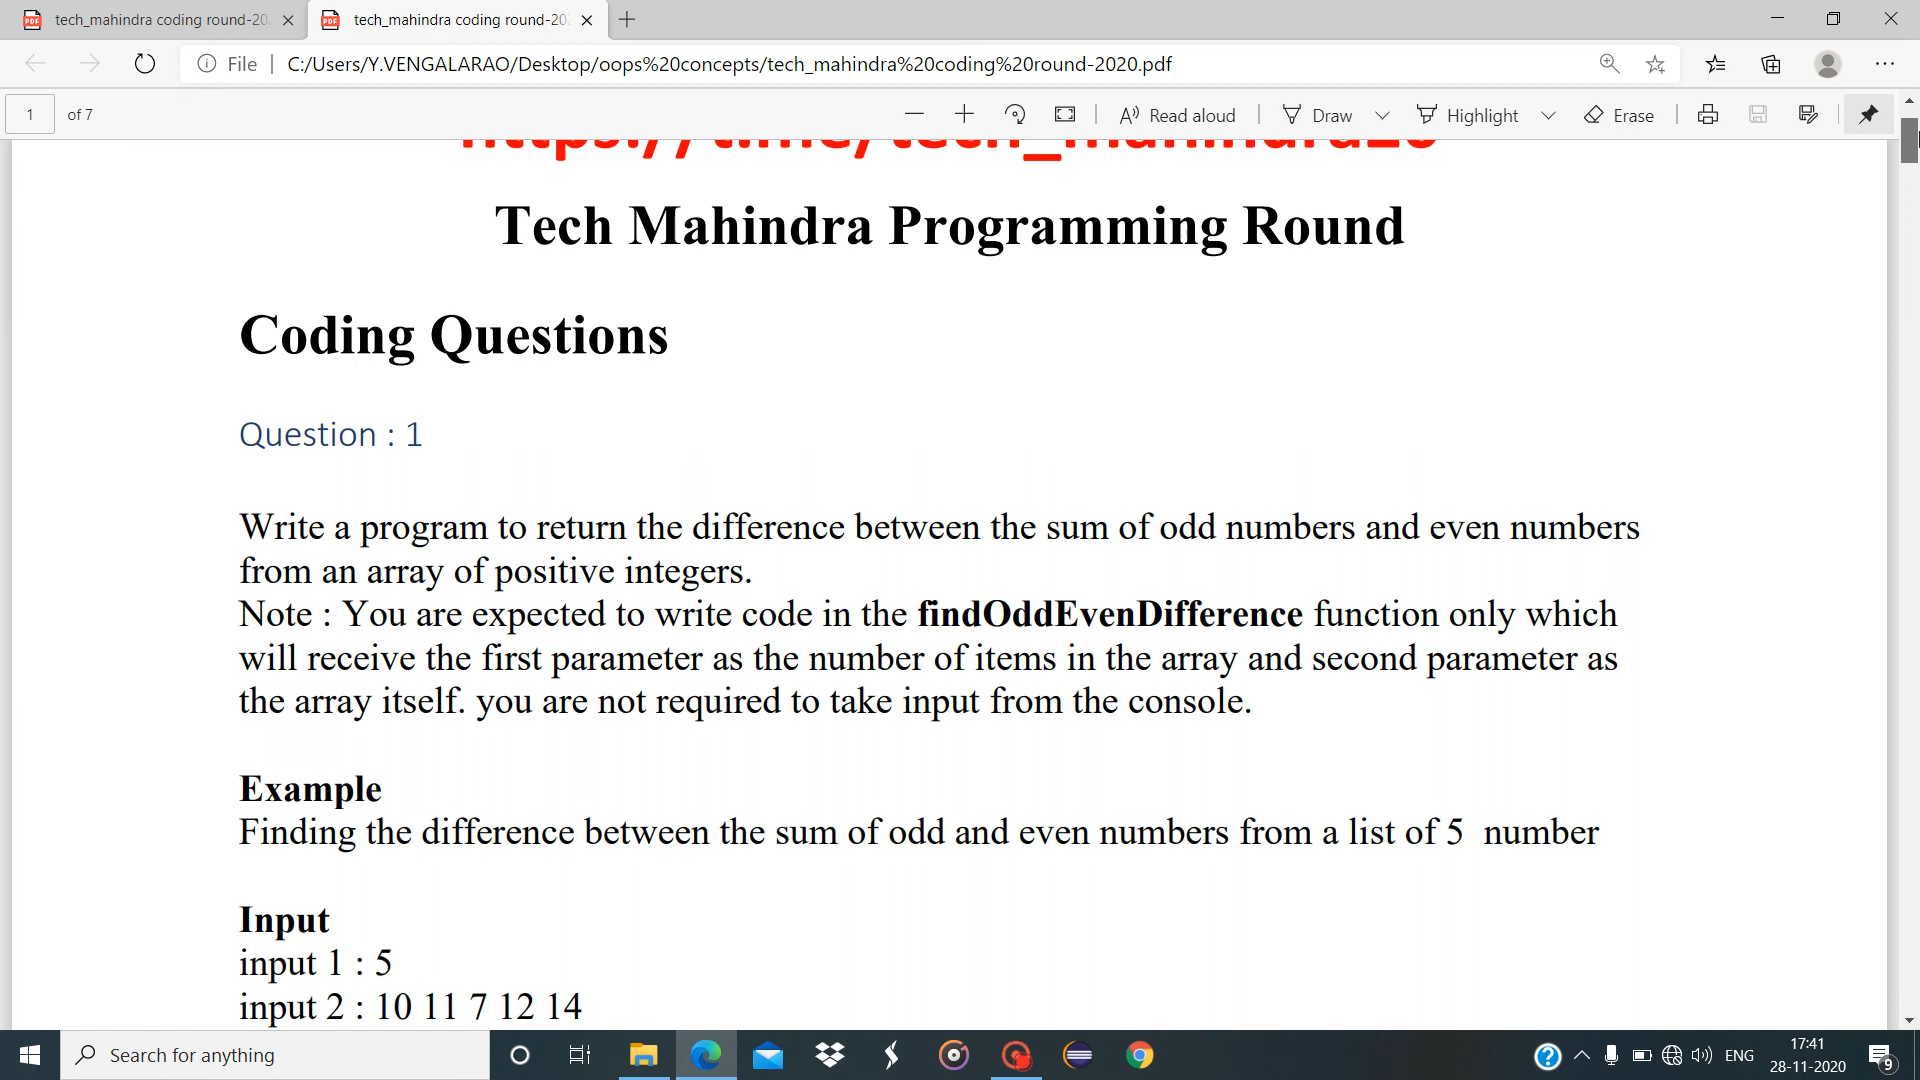 tech_mahindra coding round-20
tech_mahindra coding round-20
File
C:/Users/Y.VENGALARAO/Desktop/oops%20concepts/tech_mahindra%20coding%20round-2020.pdf
1 of 7
Read aloud
Draw
Highlight
Erase
Tech Mahindra Programming Round
Coding Questions
Question : 1
Write a program to return the difference between the sum of odd numbers and even numbers
from an array of positive integers.
Note : You are expected to write code in the findOddEvenDifference function only which
will receive the first parameter as the number of items in the array and second parameter as
the array itself. you are not required to take input from the console.
Example
Finding the difference between the sum of odd and even numbers from a list of 5 number
Input
input 1 : 5
input 2 : 10 11 7 12 14
Search for anything
ENG
17:41
28-11-2020
9